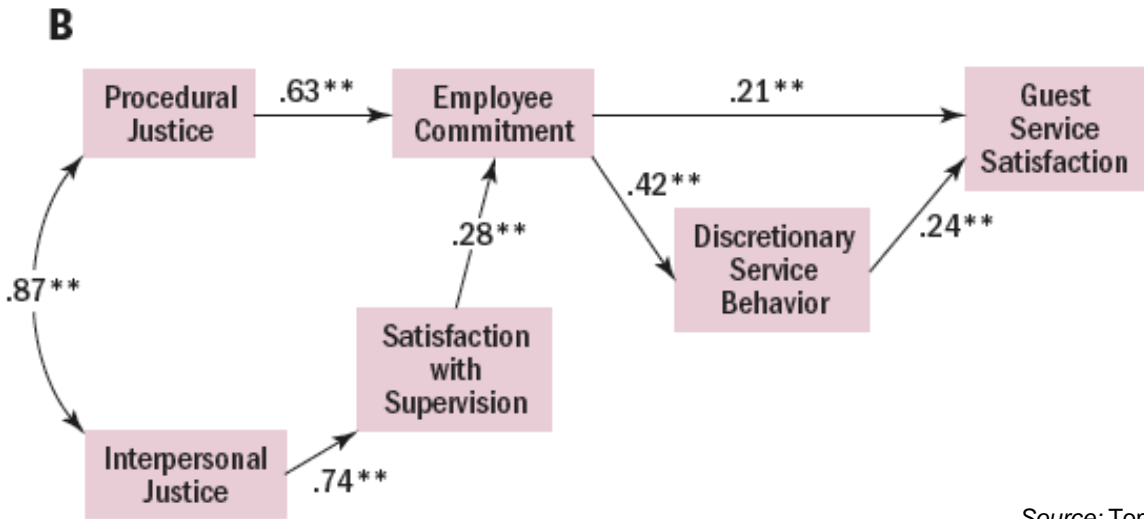 B
Procedural
Justice
.63**
Employee
Commitment
.21**
Guest
Service
Satisfaction
.42**
.24**
Discretionary
Service
Behavior
.28**
.87**
Satisfaction
with
Supervision
Interpersonal
Justice
.74**
Source: